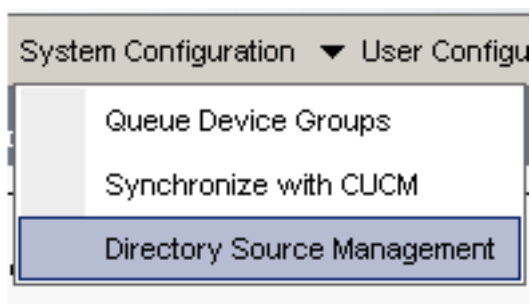 System Configuration ▼ User Configu
Queue Device Groups
Synchronize with CUCM
Directory Source Management